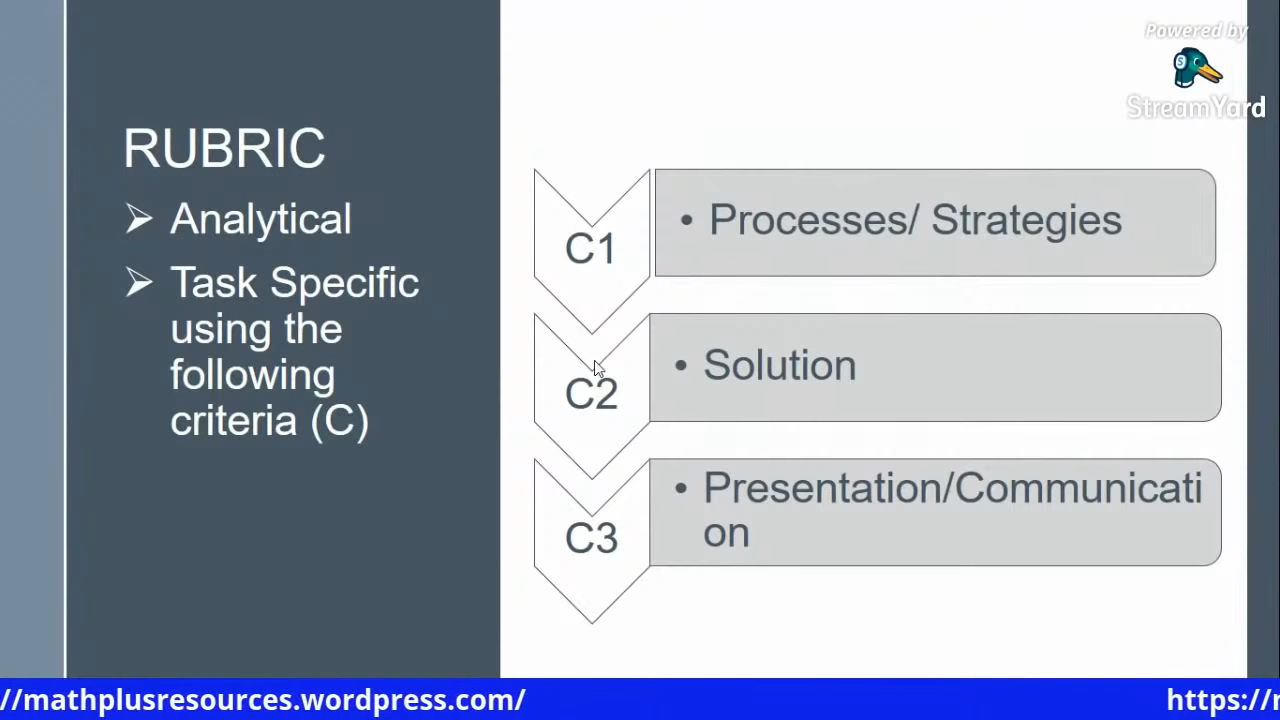 Powered by
StreamYard
RUBRIC
➢ Analytical
➢ Task Specific
using the
following
criteria (C)
C1
• Processes/ Strategies
C2
• Solution
C3
• Presentation/Communicati
on
//mathplusresources.wordpress.com/
https://